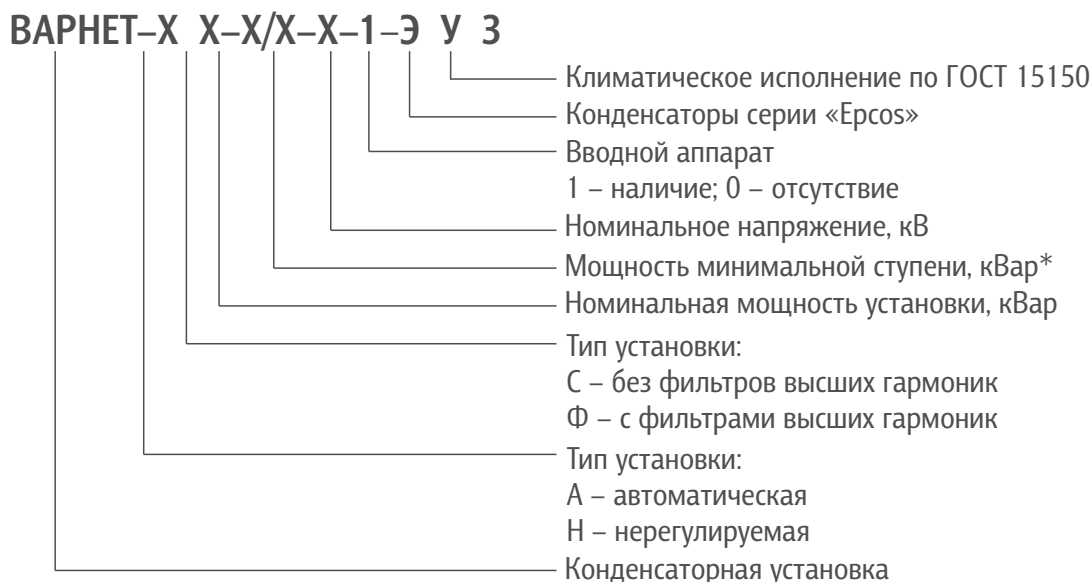 ВАРНЕТ–Х Х–Х/Х–Х–1–Э У 3
Климатическое исполнение по ГОСТ 15150
Конденсаторы серии «Epcos»
Вводной аппарат
1 – наличие; 0 – отсутствие
Номинальное напряжение, кВ
Мощность минимальной ступени, кВар*
Номинальная мощность установки, кВар
Тип установки:
С – без фильтров высших гармоник
Ф – с фильтрами высших гармоник
Тип установки:
А – автоматическая
Н – нерегулируемая
Конденсаторная установка